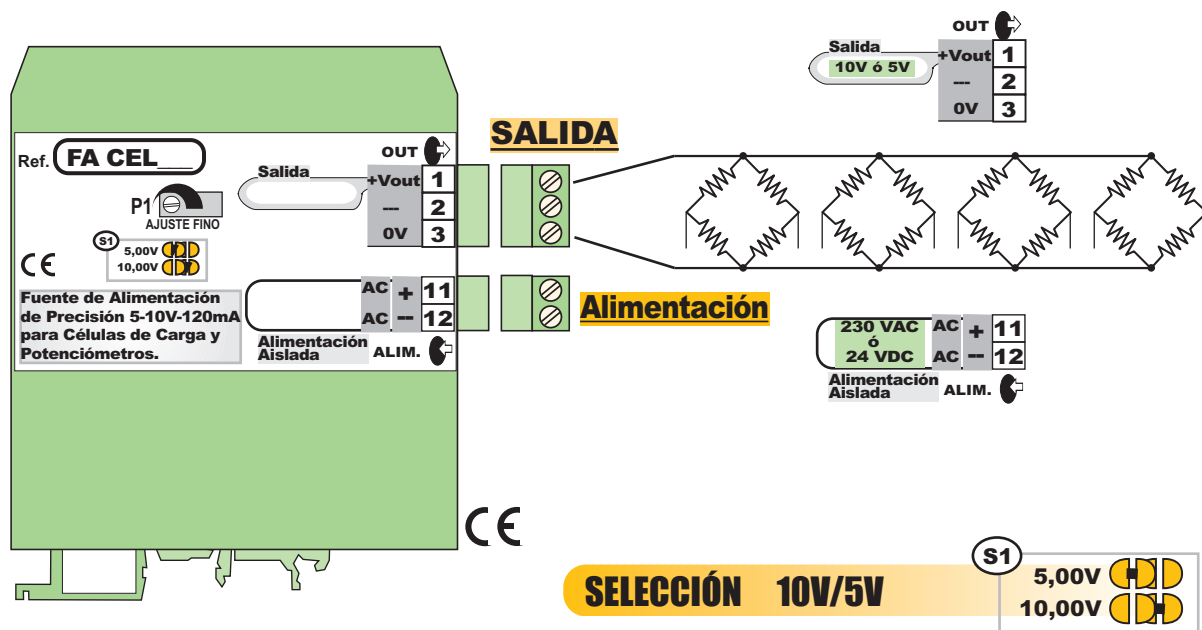 Ref. FA CEL___
P1
AJUSTE FINO
S1
5,00V
10,00V
CE
Fuente de Alimentación
de Precisión 5-10V-120mA
para Células de Carga y
Potenciómetros.
OUT
Salida
+Vout 1
--- 2
0V 3
AC + 11
AC -- 12
Alimentación
Aislada ALIM.
SALIDA
Alimentación
OUT
Salida
10V ó 5V
+Vout 1
--- 2
0V 3
230 VAC
ó
24 VDC
AC + 11
AC -- 12
Alimentación
Aislada ALIM.
CE
SELECCIÓN 10V/5V
S1
5,00V
10,00V